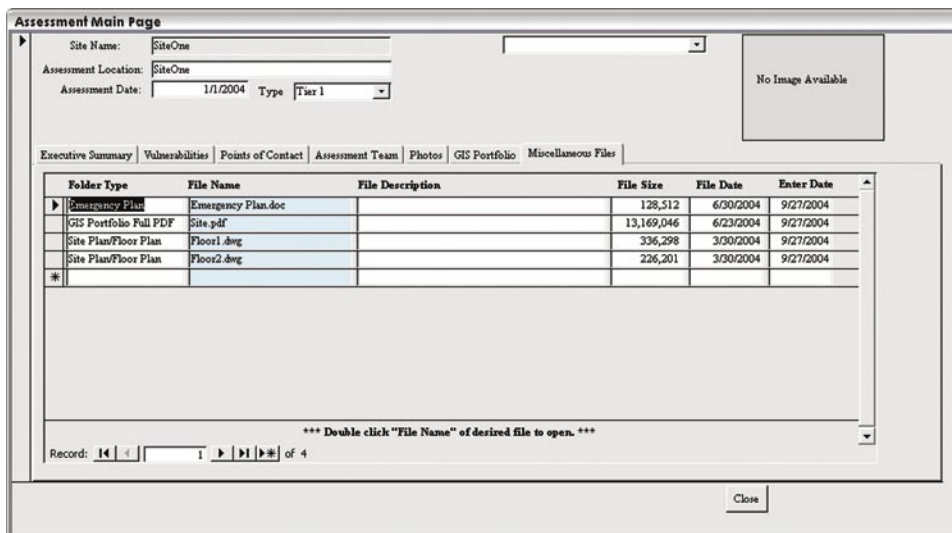 Assessment Main Page
Site Name: SiteOne
Assessment Location: SiteOne
Assessment Date: 1/1/2004 Type Tier 1
No Image Available
Executive Summary Vulnerabilities Points of Contact Assessment Team Photos GIS Portfolio Miscellaneous Files
Folder Type File Name File Description File Size File Date Enter Date
Emergency Plan Emergency Plan.doc 128,512 6/30/2004 9/27/2004
GIS Portfolio Full PDF Site.pdf 13,169,046 6/23/2004 9/27/2004
Site Plan/Floor Plan Floor1.dwg 336,298 3/30/2004 9/27/2004
Site Plan/Floor Plan Floor2.dwg 226,201 3/30/2004 9/27/2004
*** Double click "File Name" of desired file to open. ***
Record: 1 of 4
Close